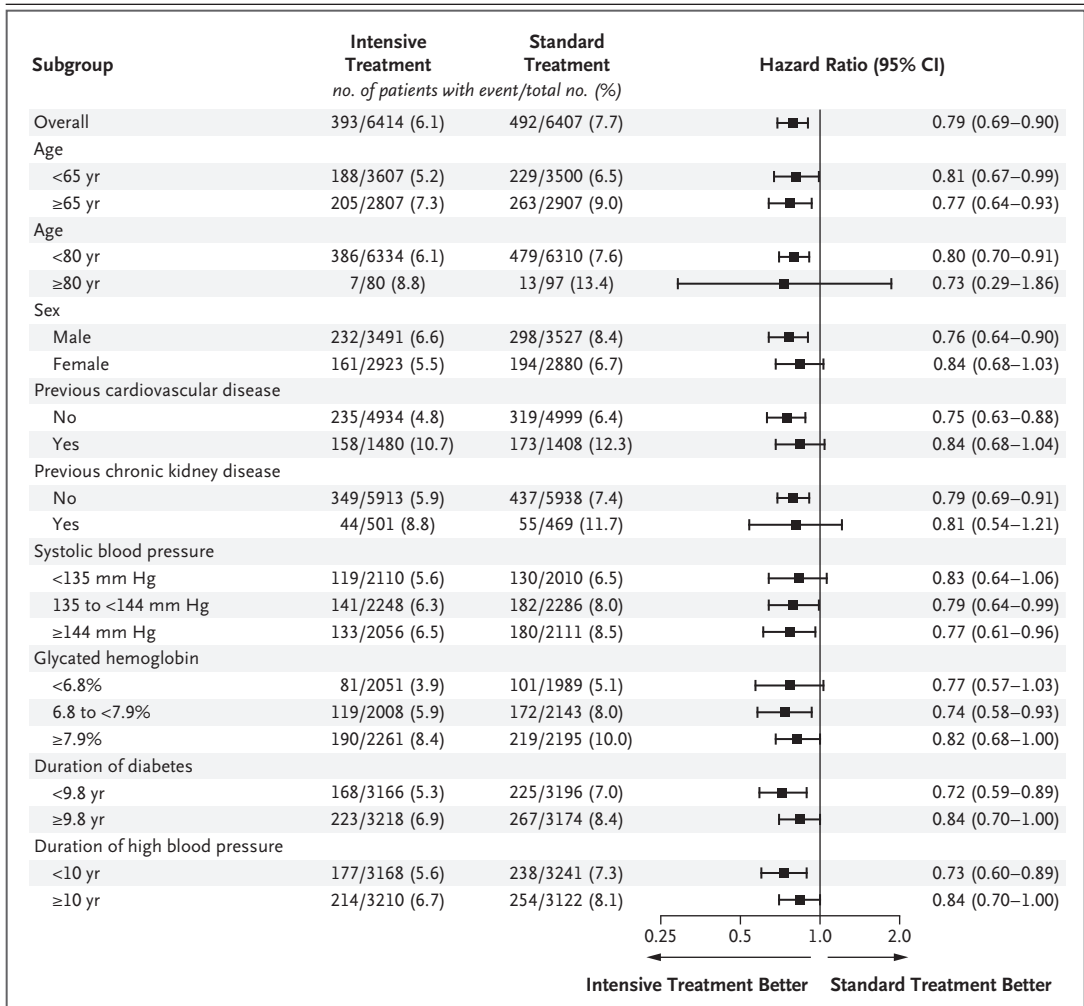 Subgroup Intensive Treatment Standard Treatment Hazard Ratio (95% CI)
no. of patients with event/total no. (%)
Overall 393/6414 (6.1) 492/6407 (7.7) 0.79 (0.69–0.90)
Age
<65 yr 188/3607 (5.2) 229/3500 (6.5) 0.81 (0.67–0.99)
≥65 yr 205/2807 (7.3) 263/2907 (9.0) 0.77 (0.64–0.93)
Age
<80 yr 386/6334 (6.1) 479/6310 (7.6) 0.80 (0.70–0.91)
≥80 yr 7/80 (8.8) 13/97 (13.4) 0.73 (0.29–1.86)
Sex
Male 232/3491 (6.6) 298/3527 (8.4) 0.76 (0.64–0.90)
Female 161/2923 (5.5) 194/2880 (6.7) 0.84 (0.68–1.03)
Previous cardiovascular disease
No 235/4934 (4.8) 319/4999 (6.4) 0.75 (0.63–0.88)
Yes 158/1480 (10.7) 173/1408 (12.3) 0.84 (0.68–1.04)
Previous chronic kidney disease
No 349/5913 (5.9) 437/5938 (7.4) 0.79 (0.69–0.91)
Yes 44/501 (8.8) 55/469 (11.7) 0.81 (0.54–1.21)
Systolic blood pressure
<135 mm Hg 119/2110 (5.6) 130/2010 (6.5) 0.83 (0.64–1.06)
135 to <144 mm Hg 141/2248 (6.3) 182/2286 (8.0) 0.79 (0.64–0.99)
≥144 mm Hg 133/2056 (6.5) 180/2111 (8.5) 0.77 (0.61–0.96)
Glycated hemoglobin
<6.8% 81/2051 (3.9) 101/1989 (5.1) 0.77 (0.57–1.03)
6.8 to <7.9% 119/2008 (5.9) 172/2143 (8.0) 0.74 (0.58–0.93)
≥7.9% 190/2261 (8.4) 219/2195 (10.0) 0.82 (0.68–1.00)
Duration of diabetes
<9.8 yr 168/3166 (5.3) 225/3196 (7.0) 0.72 (0.59–0.89)
≥9.8 yr 223/3218 (6.9) 267/3174 (8.4) 0.84 (0.70–1.00)
Duration of high blood pressure
<10 yr 177/3168 (5.6) 238/3241 (7.3) 0.73 (0.60–0.89)
≥10 yr 214/3210 (6.7) 254/3122 (8.1) 0.84 (0.70–1.00)
0.25 0.5 1.0 2.0
Intensive Treatment Better Standard Treatment Better